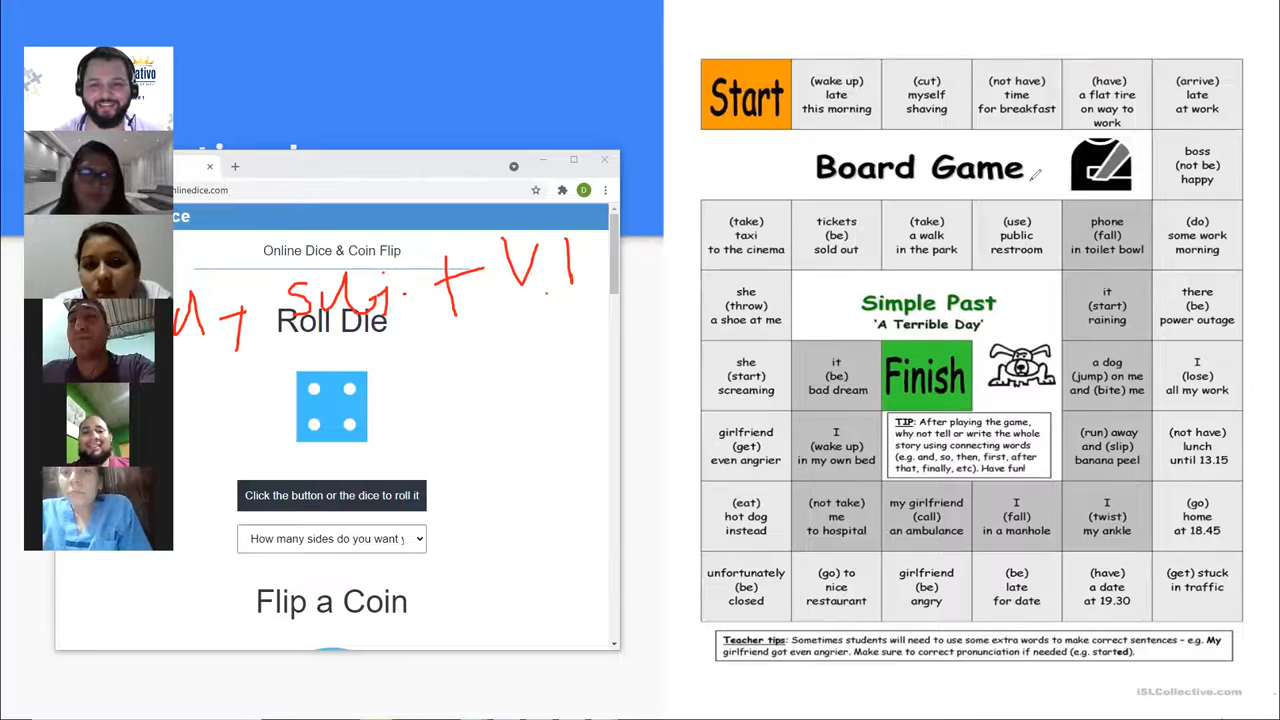 ativo
nlinedice.com
ce
Online Dice & Coin Flip
+ subj. + V.1
Roll Die
Click the button or the dice to roll it
How many sides do you want y
Flip a Coin
Start
(wake up) late this morning
(cut) myself shaving
(not have) time for breakfast
(have) a flat tire on way to work
(arrive) late at work
Board Game
boss (not be) happy
(take) taxi to the cinema
tickets (be) sold out
(take) a walk in the park
(use) public restroom
phone (fall) in toilet bowl
(do) some work morning
she (throw) a shoe at me
Simple Past
'A Terrible Day'
it (start) raining
there (be) power outage
she (start) screaming
it (be) bad dream
Finish
a dog (jump) on me and (bite) me
I (lose) all my work
girlfriend (get) even angrier
I (wake up) in my own bed
TIP: After playing the game,
why not tell or write the whole
story using connecting words
(e.g. and, so, then, first, after
that, finally, etc). Have fun!
(run) away and (slip) banana peel
(not have) lunch until 13.15
(eat) hot dog instead
(not take) me to hospital
my girlfriend (call) an ambulance
I (fall) in a manhole
I (twist) my ankle
(go) home at 18.45
unfortunately (be) closed
(go) to nice restaurant
girlfriend (be) angry
(be) late for date
(have) a date at 19.30
(get) stuck in traffic
Teacher tips: Sometimes students will need to use some extra words to make correct sentences – e.g. My
girlfriend got even angrier. Make sure to correct pronunciation if needed (e.g. started).
iSLCollective.com